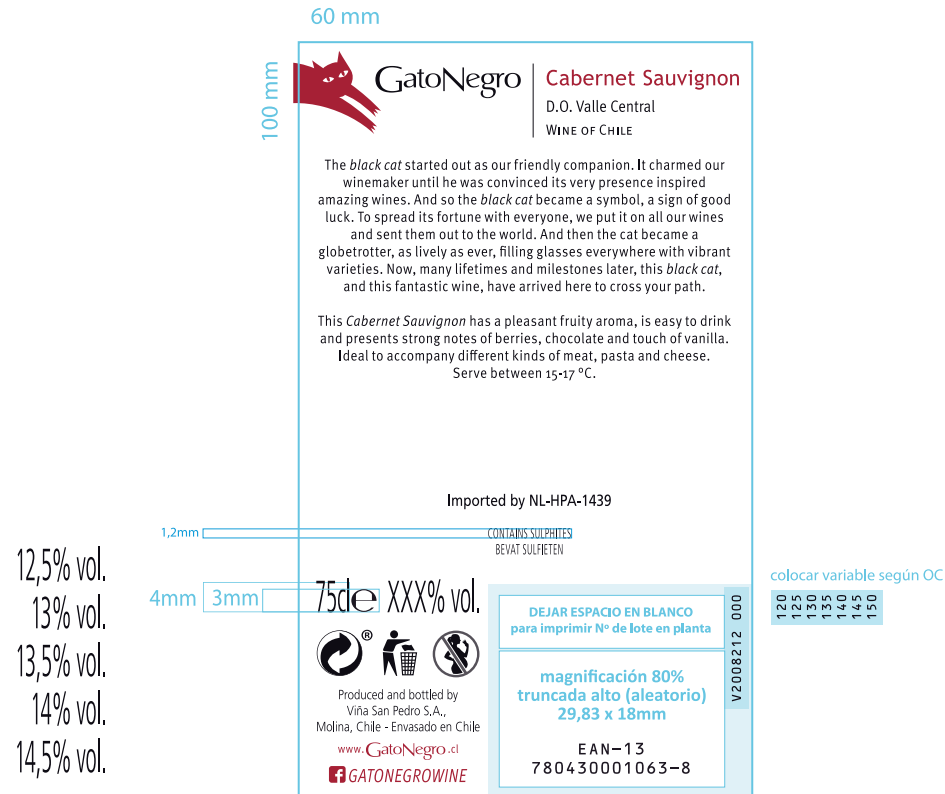 60 mm
100 mm
GatoNegro
Cabernet Sauvignon
D.O. Valle Central
WINE OF CHILE
The black cat started out as our friendly companion. It charmed our
winemaker until he was convinced its very presence inspired
amazing wines. And so the black cat became a symbol, a sign of good
luck. To spread its fortune with everyone, we put it on all our wines
and sent them out to the world. And then the cat became a
globetrotter, as lively as ever, filling glasses everywhere with vibrant
varieties. Now, many lifetimes and milestones later, this black cat,
and this fantastic wine, have arrived here to cross your path.
This Cabernet Sauvignon has a pleasant fruity aroma, is easy to drink
and presents strong notes of berries, chocolate and touch of vanilla.
Ideal to accompany different kinds of meat, pasta and cheese.
Serve between 15-17 °C.
Imported by NL-HPA-1439
1,2mm
CONTAINS SULPHITES
BEVAT SULFIETEN
12,5% vol.
13% vol.
13,5% vol.
14% vol.
14,5% vol.
4mm
3mm
75cle XXX% vol.
®
Produced and bottled by
Viña San Pedro S.A.,
Molina, Chile - Envasado en Chile
www.GatoNegro.cl
f GATONEGROWINE
DEJAR ESPACIO EN BLANCO
para imprimir Nº de lote en planta
magnificación 80%
truncada alto (aleatorio)
29,83 x 18mm
EAN-13
780430001063-8
V2008212 000
colocar variable según OC
120
125
130
135
140
145
150